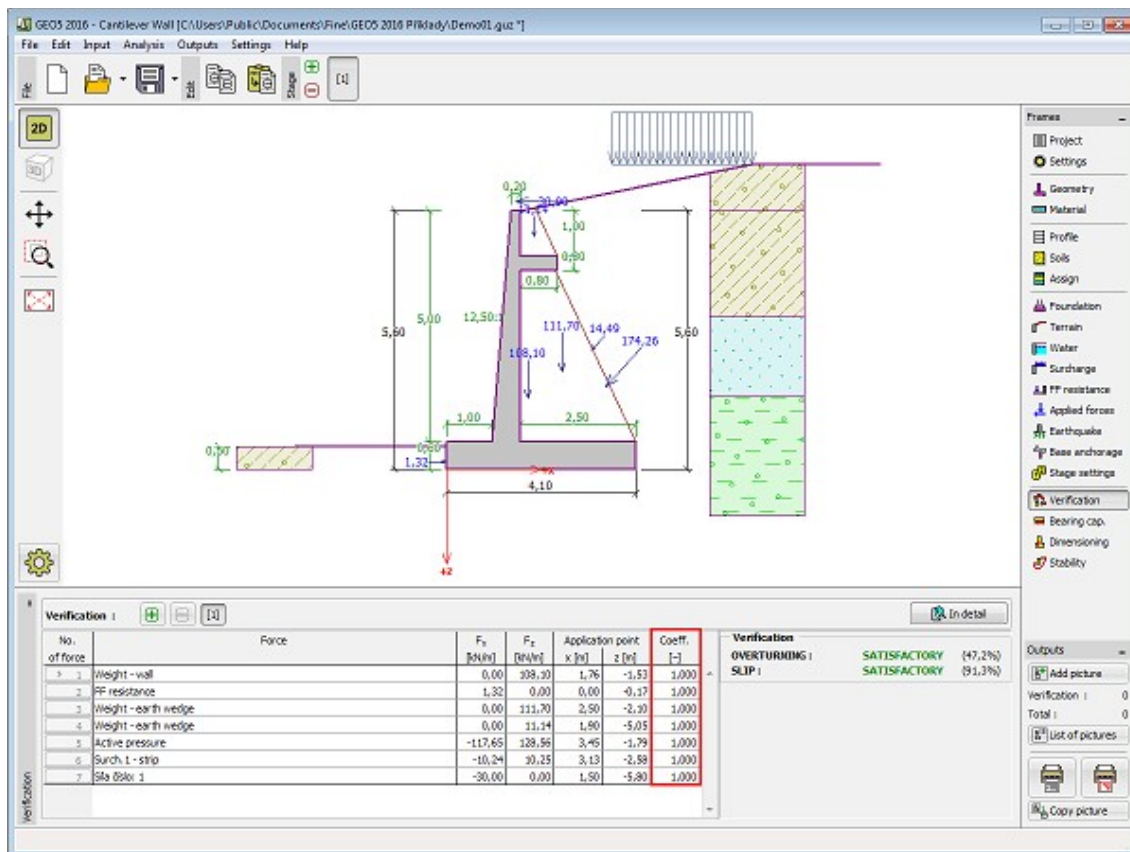 GEO5 2016 - Cantilever Wall [C:\Users\Public\Documents\Fine\GEO5 2016 Příklady\Demo01.guz *]
File Edit Input Analysis Outputs Settings Help
File
Edit
Stage
[1]
2D
3D
0,20
1,00
0,80
5,60
5,00
12,50:1
111,70
14,49
174,26
5,60
108,10
1,00
2,50
1,32
+x
4,10
+z
Frames
Project
Settings
Geometry
Material
Profile
Soils
Assign
Foundation
Terrain
Water
Surcharge
FF resistance
Applied forces
Earthquake
Base anchorage
Stage settings
Verification
Bearing cap.
Dimensioning
Stability
Verification
Verification : [1] In detail
No. of force Force Fx [kN/m] Fz [kN/m] Application point x [m] z [m] Coeff. [-]
1 Weight - wall 0,00 108,10 1,76 -1,53 1,000
2 FF resistance 1,32 0,00 0,00 -0,17 1,000
3 Weight - earth wedge 0,00 111,70 2,50 -2,10 1,000
4 Weight - earth wedge 0,00 11,14 1,90 -5,05 1,000
5 Active pressure -117,65 128,56 3,45 -1,79 1,000
6 Surch. 1 - strip -10,24 10,25 3,13 -2,58 1,000
7 Síla číslo: 1 -30,00 0,00 1,50 -5,80 1,000
Verification
OVERTURNING : SATISFACTORY (47,2%)
SLIP : SATISFACTORY (91,3%)
Outputs
Add picture
Verification : 0
Total : 0
List of pictures
Copy picture